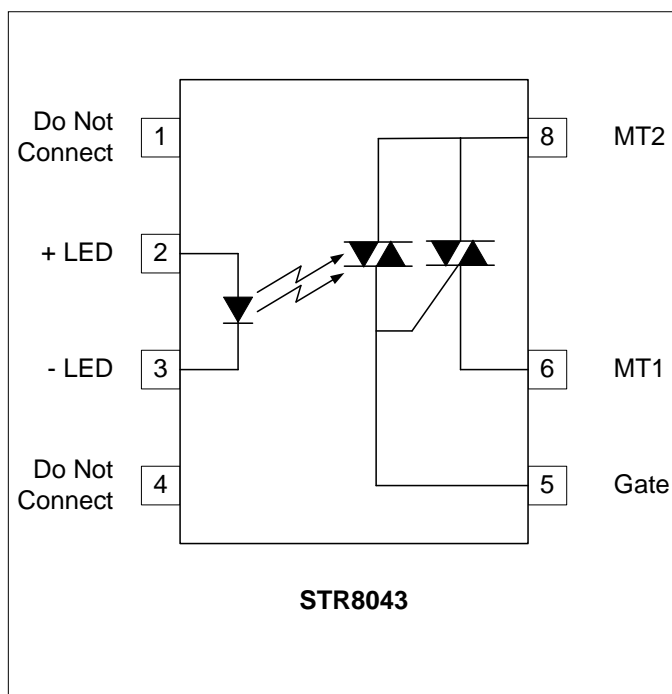 Do Not
Connect
1
8
MT2
+ LED
2
- LED
3
6
MT1
Do Not
Connect
4
5
Gate
STR8043